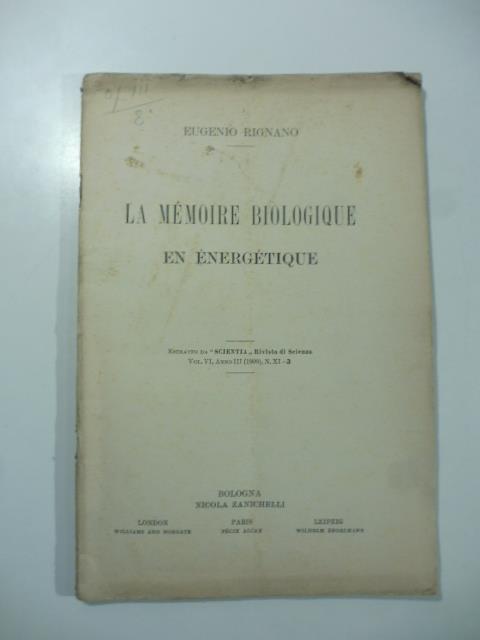 EUGENIO RIGNANO
LA MÉMOIRE BIOLOGIQUE
EN ÉNERGÉTIQUE
ESTRATTO DA "SCIENTIA„ Rivista di Scienza
VOL. VI, ANNO III (1909), N. XI-3
BOLOGNA
NICOLA ZANICHELLI
LONDON PARIS LEIPZIG
WILLIAMS AND NORGATE FÉLIX ALCAN WILHELM ENGELMANN